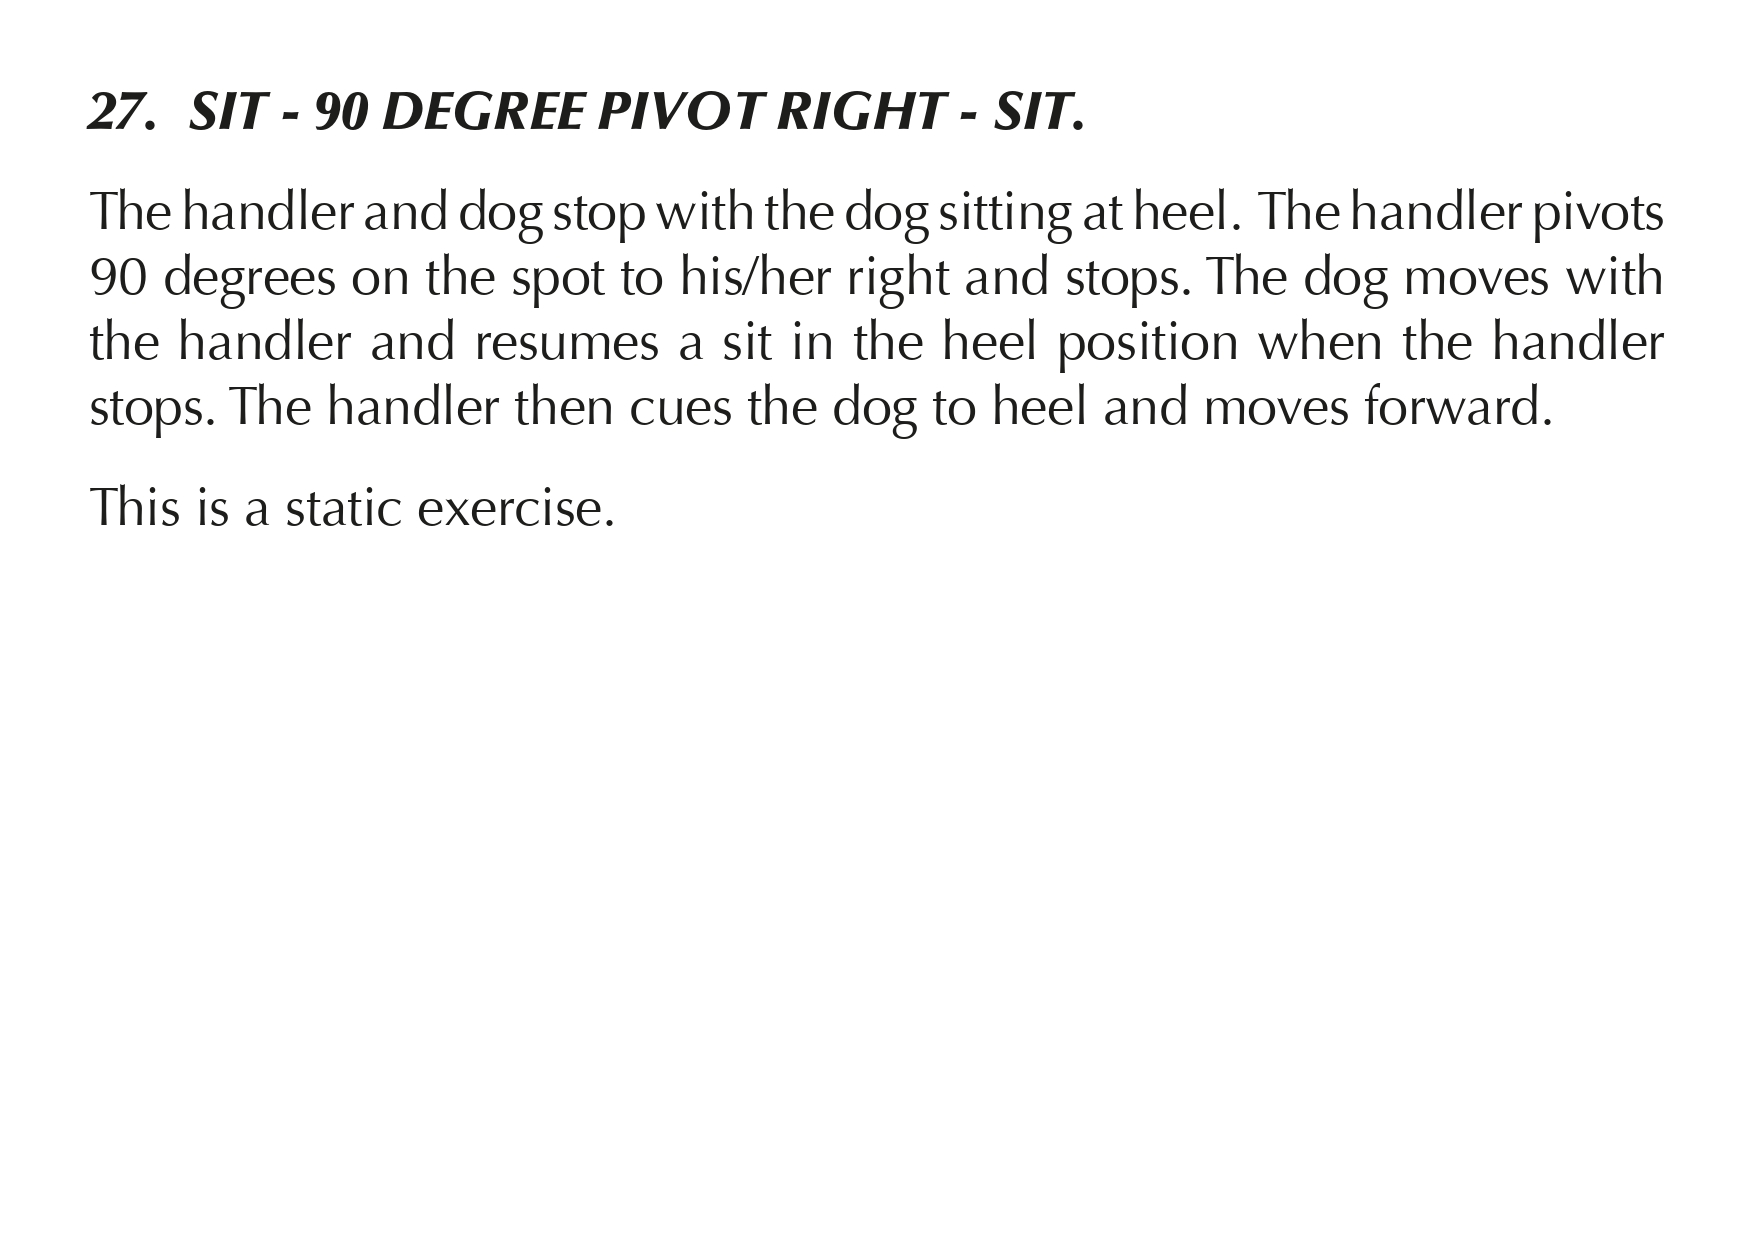 27. SIT - 90 DEGREE PIVOT RIGHT - SIT.
The handler and dog stop with the dog sitting at heel. The handler pivots
90 degrees on the spot to his/her right and stops. The dog moves with
the handler and resumes a sit in the heel position when the handler
stops. The handler then cues the dog to heel and moves forward.
This is a static exercise.